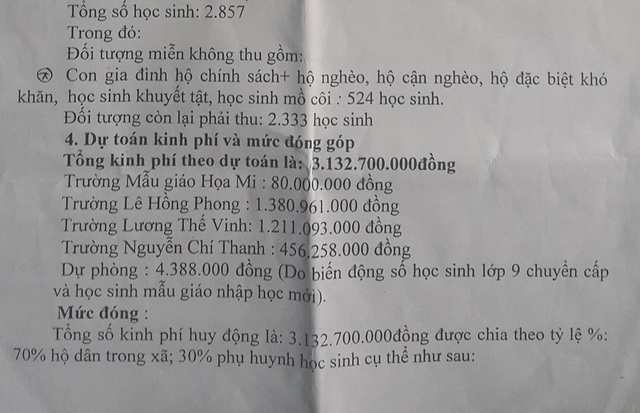 Tổng số học sinh: 2.857
Trong đó:
Đối tượng miễn không thu gồm:
Con gia đình hộ chính sách+ hộ nghèo, hộ cận nghèo, hộ đặc biệt khó
khăn, học sinh khuyết tật, học sinh mồ côi : 524 học sinh.
Đối tượng còn lại phải thu: 2.333 học sinh
4. Dự toán kinh phí và mức đóng góp
Tổng kinh phí theo dự toán là: 3.132.700.000đồng
Trường Mẫu giáo Họa Mi : 80.000.000 đồng
Trường Lê Hồng Phong : 1.380.961.000 đồng
Trường Lương Thế Vinh: 1.211.093.000 đồng
Trường Nguyễn Chí Thanh : 456.258.000 đồng
Dự phòng : 4.388.000 đồng (Do biến động số học sinh lớp 9 chuyển cấp
và học sinh mẫu giáo nhập học mới).
Mức đóng :
Tổng số kinh phí huy động là: 3.132.700.000đồng được chia theo tỷ lệ %:
70% hộ dân trong xã; 30% phụ huynh học sinh cụ thể như sau: